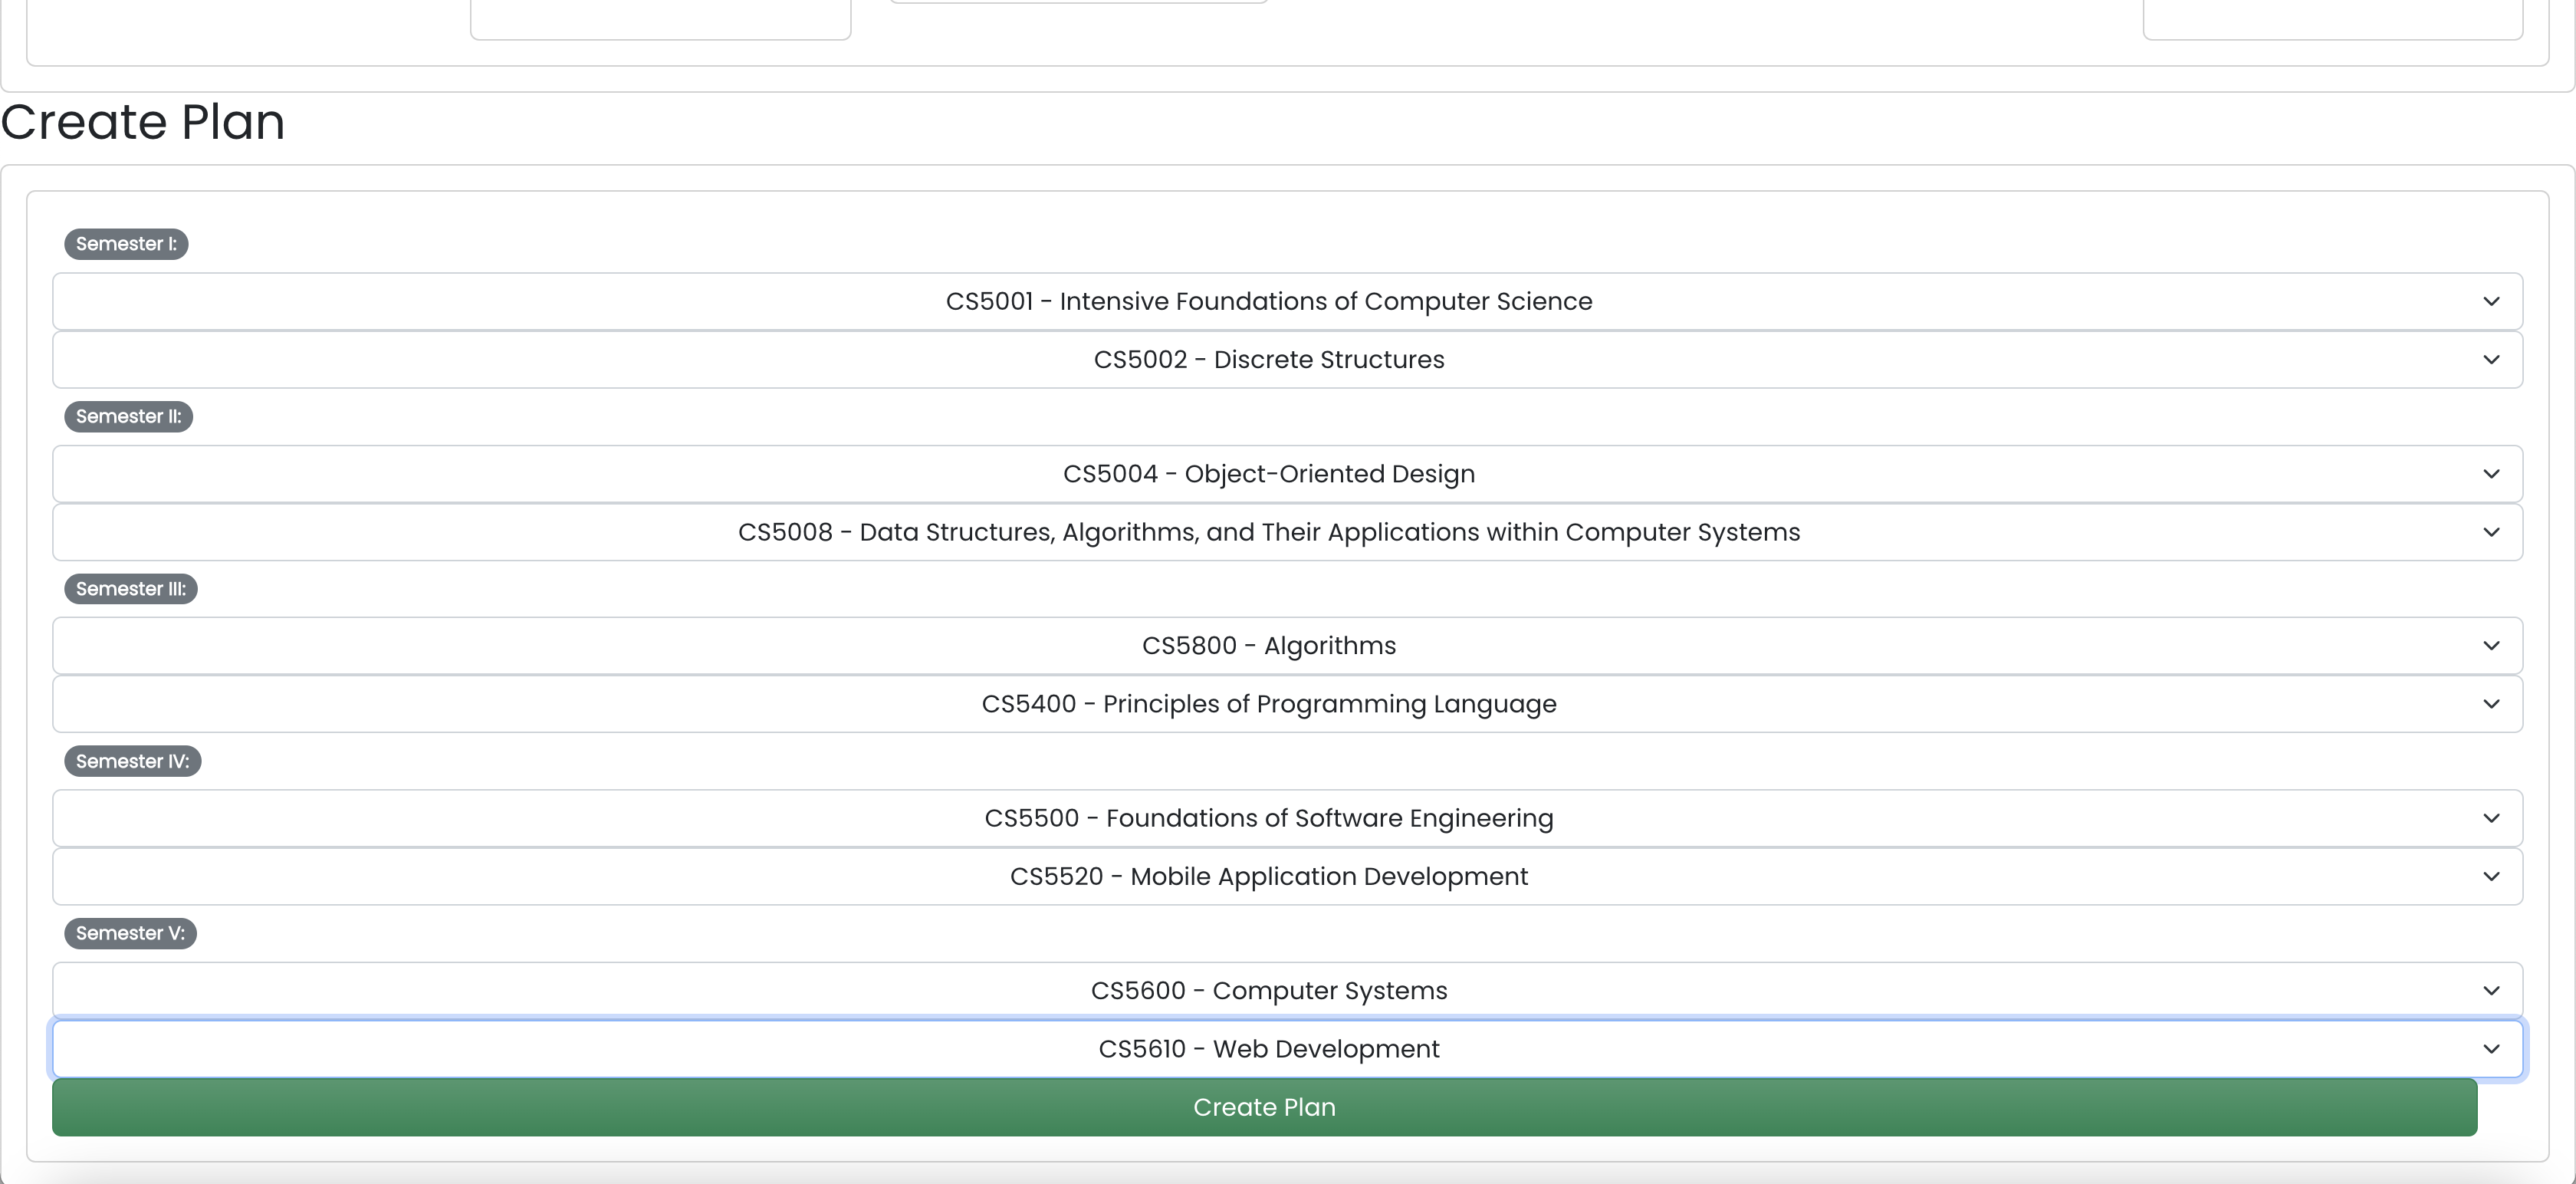 Create Plan
Semester I:
CS5001 - Intensive Foundations of Computer Science
CS5002 - Discrete Structures
Semester II:
CS5004 - Object-Oriented Design
CS5008 - Data Structures, Algorithms, and Their Applications within Computer Systems
Semester III:
CS5800 - Algorithms
CS5400 - Principles of Programming Language
Semester IV:
CS5500 - Foundations of Software Engineering
CS5520 - Mobile Application Development
Semester V:
CS5600 - Computer Systems
CS5610 - Web Development
Create Plan